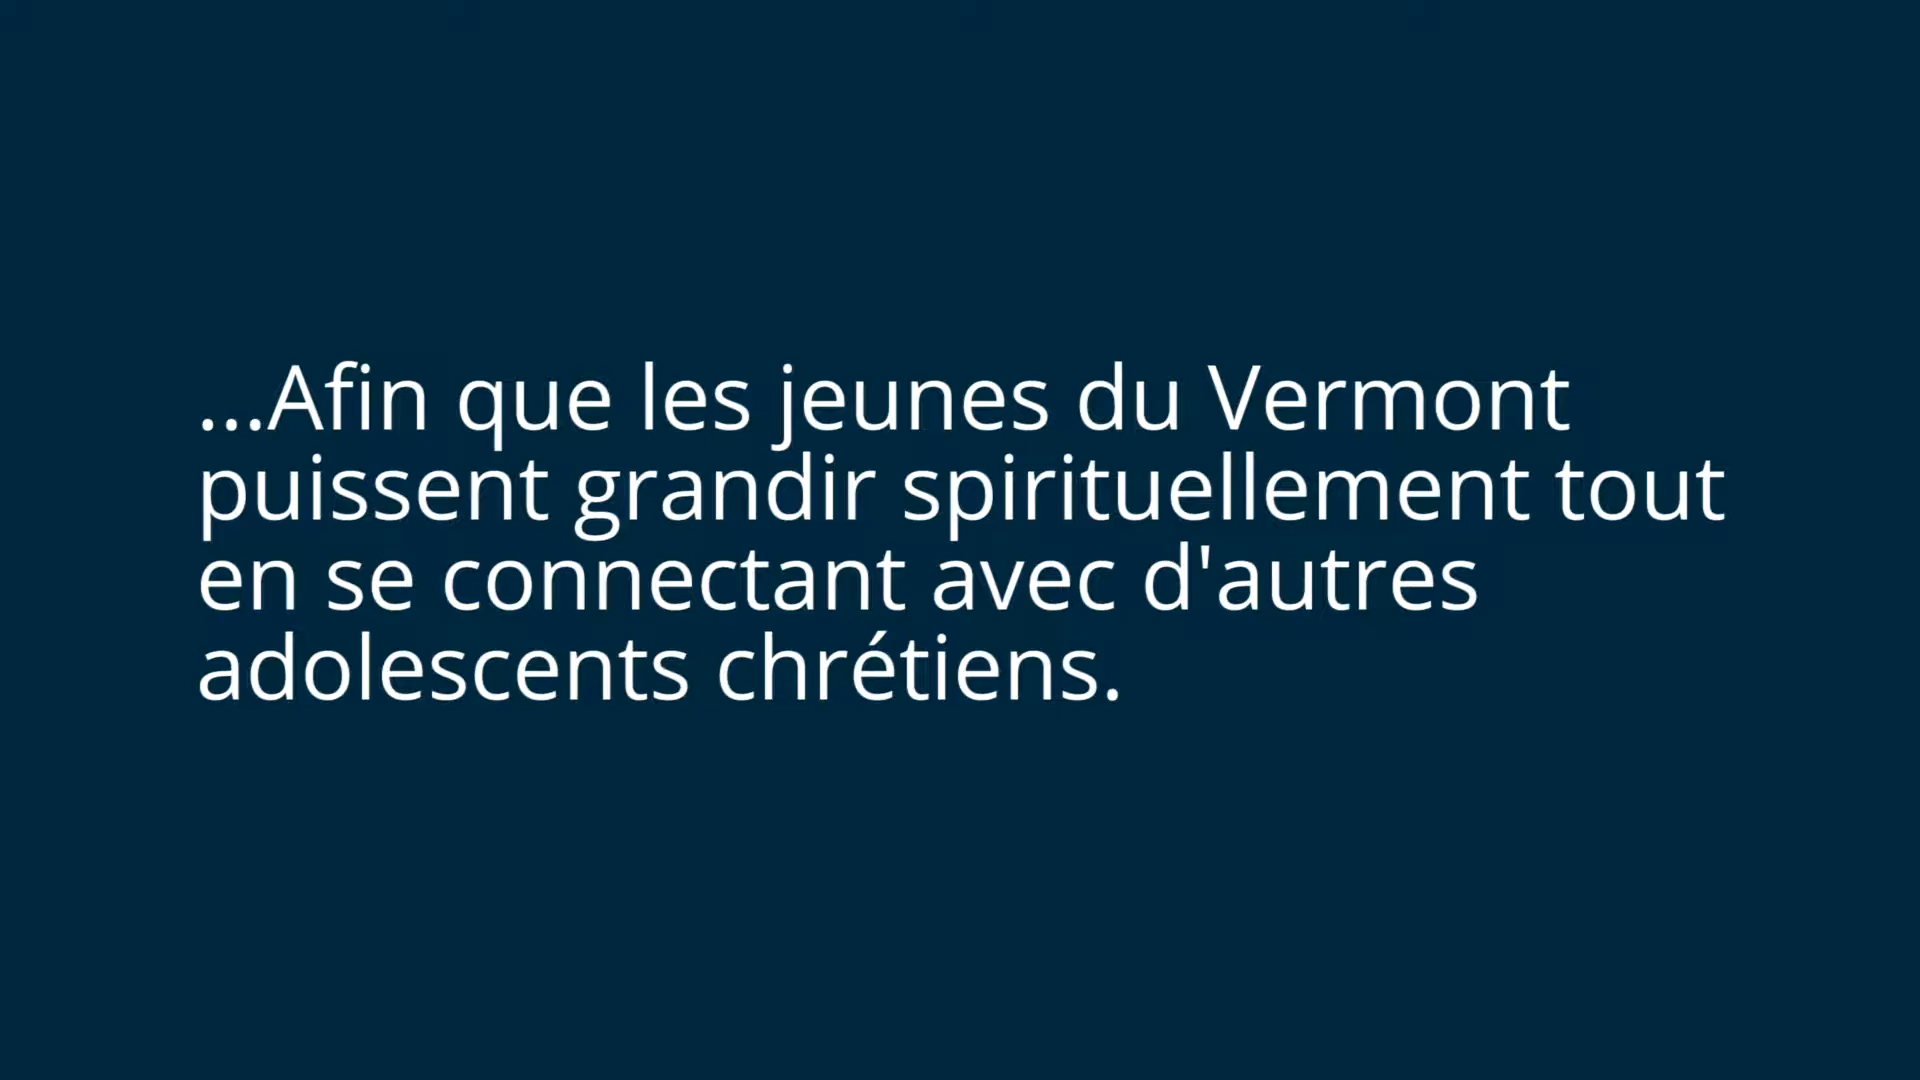 ...Afin que les jeunes du Vermont
puissent grandir spirituellement tout
en se connectant avec d'autres
adolescents chrétiens.